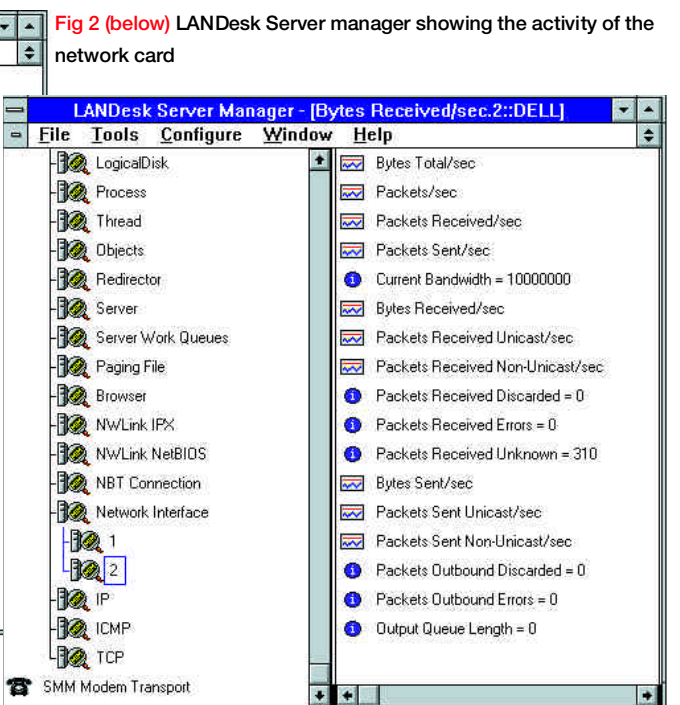 Fig 2 (below) LANDesk Server manager showing the activity of the
network card
LANDesk Server Manager - [Bytes Received/sec.2::DELL]
File Tools Configure Window Help
LogicalDisk
Process
Thread
Objects
Redirector
Server
Server Work Queues
Paging File
Browser
NWLink IPX
NWLink NetBIOS
NBT Connection
Network Interface
1
2
IP
ICMP
TCP
SMM Modem Transport
Bytes Total/sec
Packets/sec
Packets Received/sec
Packets Sent/sec
Current Bandwidth = 10000000
Bytes Received/sec
Packets Received Unicast/sec
Packets Received Non-Unicast/sec
Packets Received Discarded = 0
Packets Received Errors = 0
Packets Received Unknown = 310
Bytes Sent/sec
Packets Sent Unicast/sec
Packets Sent Non-Unicast/sec
Packets Outbound Discarded = 0
Packets Outbound Errors = 0
Output Queue Length = 0